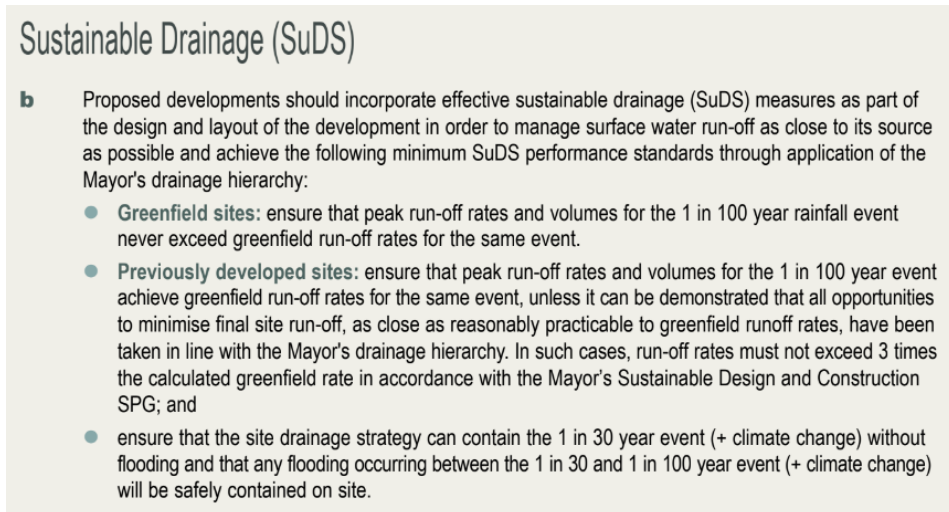 Sustainable Drainage (SuDS)
b Proposed developments should incorporate effective sustainable drainage (SuDS) measures as part of
the design and layout of the development in order to manage surface water run-off as close to its source
as possible and achieve the following minimum SuDS performance standards through application of the
Mayor's drainage hierarchy:
● Greenfield sites: ensure that peak run-off rates and volumes for the 1 in 100 year rainfall event
never exceed greenfield run-off rates for the same event.
● Previously developed sites: ensure that peak run-off rates and volumes for the 1 in 100 year event
achieve greenfield run-off rates for the same event, unless it can be demonstrated that all opportunities
to minimise final site run-off, as close as reasonably practicable to greenfield runoff rates, have been
taken in line with the Mayor's drainage hierarchy. In such cases, run-off rates must not exceed 3 times
the calculated greenfield rate in accordance with the Mayor's Sustainable Design and Construction
SPG; and
● ensure that the site drainage strategy can contain the 1 in 30 year event (+ climate change) without
flooding and that any flooding occurring between the 1 in 30 and 1 in 100 year event (+ climate change)
will be safely contained on site.